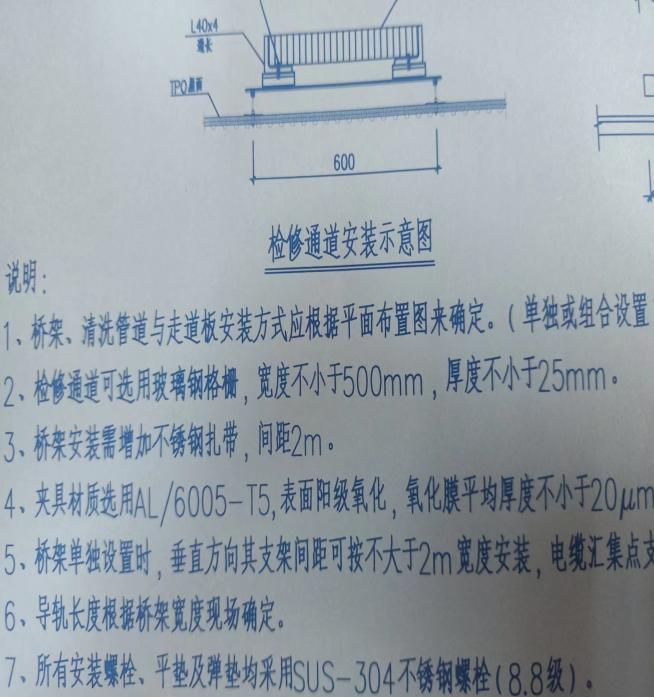 L40x4
通长
TPO屋面
600
检修通道安装示意图
说明:
1、桥架、清洗管道与走道板安装方式应根据平面布置图来确定。(单独或组合设置
2、检修通道可选用玻璃钢格栅,宽度不小于500mm,厚度不小于25mm。
3、桥架安装需增加不锈钢扎带,间距2m。
4、夹具材质选用AL/6005-T5,表面阳级氧化,氧化膜平均厚度不小于20μm
5、桥架单独设置时,垂直方向其支架间距可按不大于2m宽度安装,电缆汇集点支
6、导轨长度根据桥架宽度现场确定。
7、所有安装螺栓、平垫及弹垫均采用SUS-304不锈钢螺栓(8.8级)。